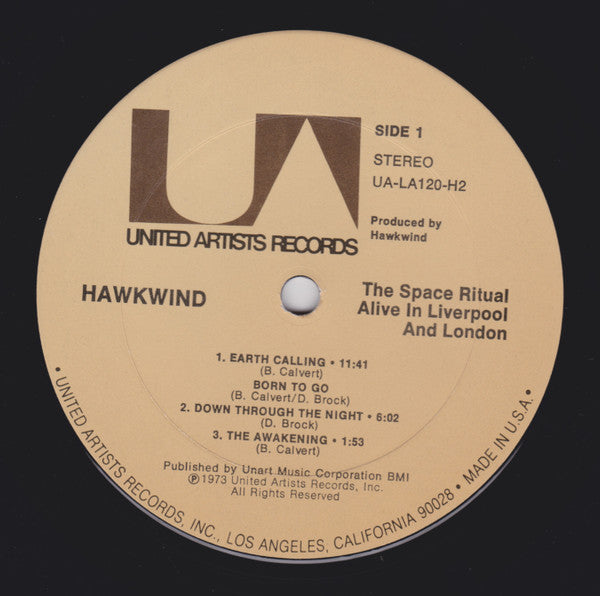 UA
UNITED ARTISTS RECORDS
SIDE 1
STEREO
UA-LA120-H2
Produced by
Hawkwind
HAWKWIND
The Space Ritual
Alive In Liverpool
And London
1. EARTH CALLING • 11:41
(B. Calvert)
BORN TO GO
(B. Calvert/D. Brock)
2. DOWN THROUGH THE NIGHT • 6:02
(D. Brock)
3. THE AWAKENING • 1:53
(B. Calvert)
Published by Unart Music Corporation BMI
℗1973 United Artists Records, Inc.
All Rights Reserved
• UNITED ARTISTS RECORDS, INC., LOS ANGELES, CALIFORNIA 90028 • MADE IN U.S.A. •